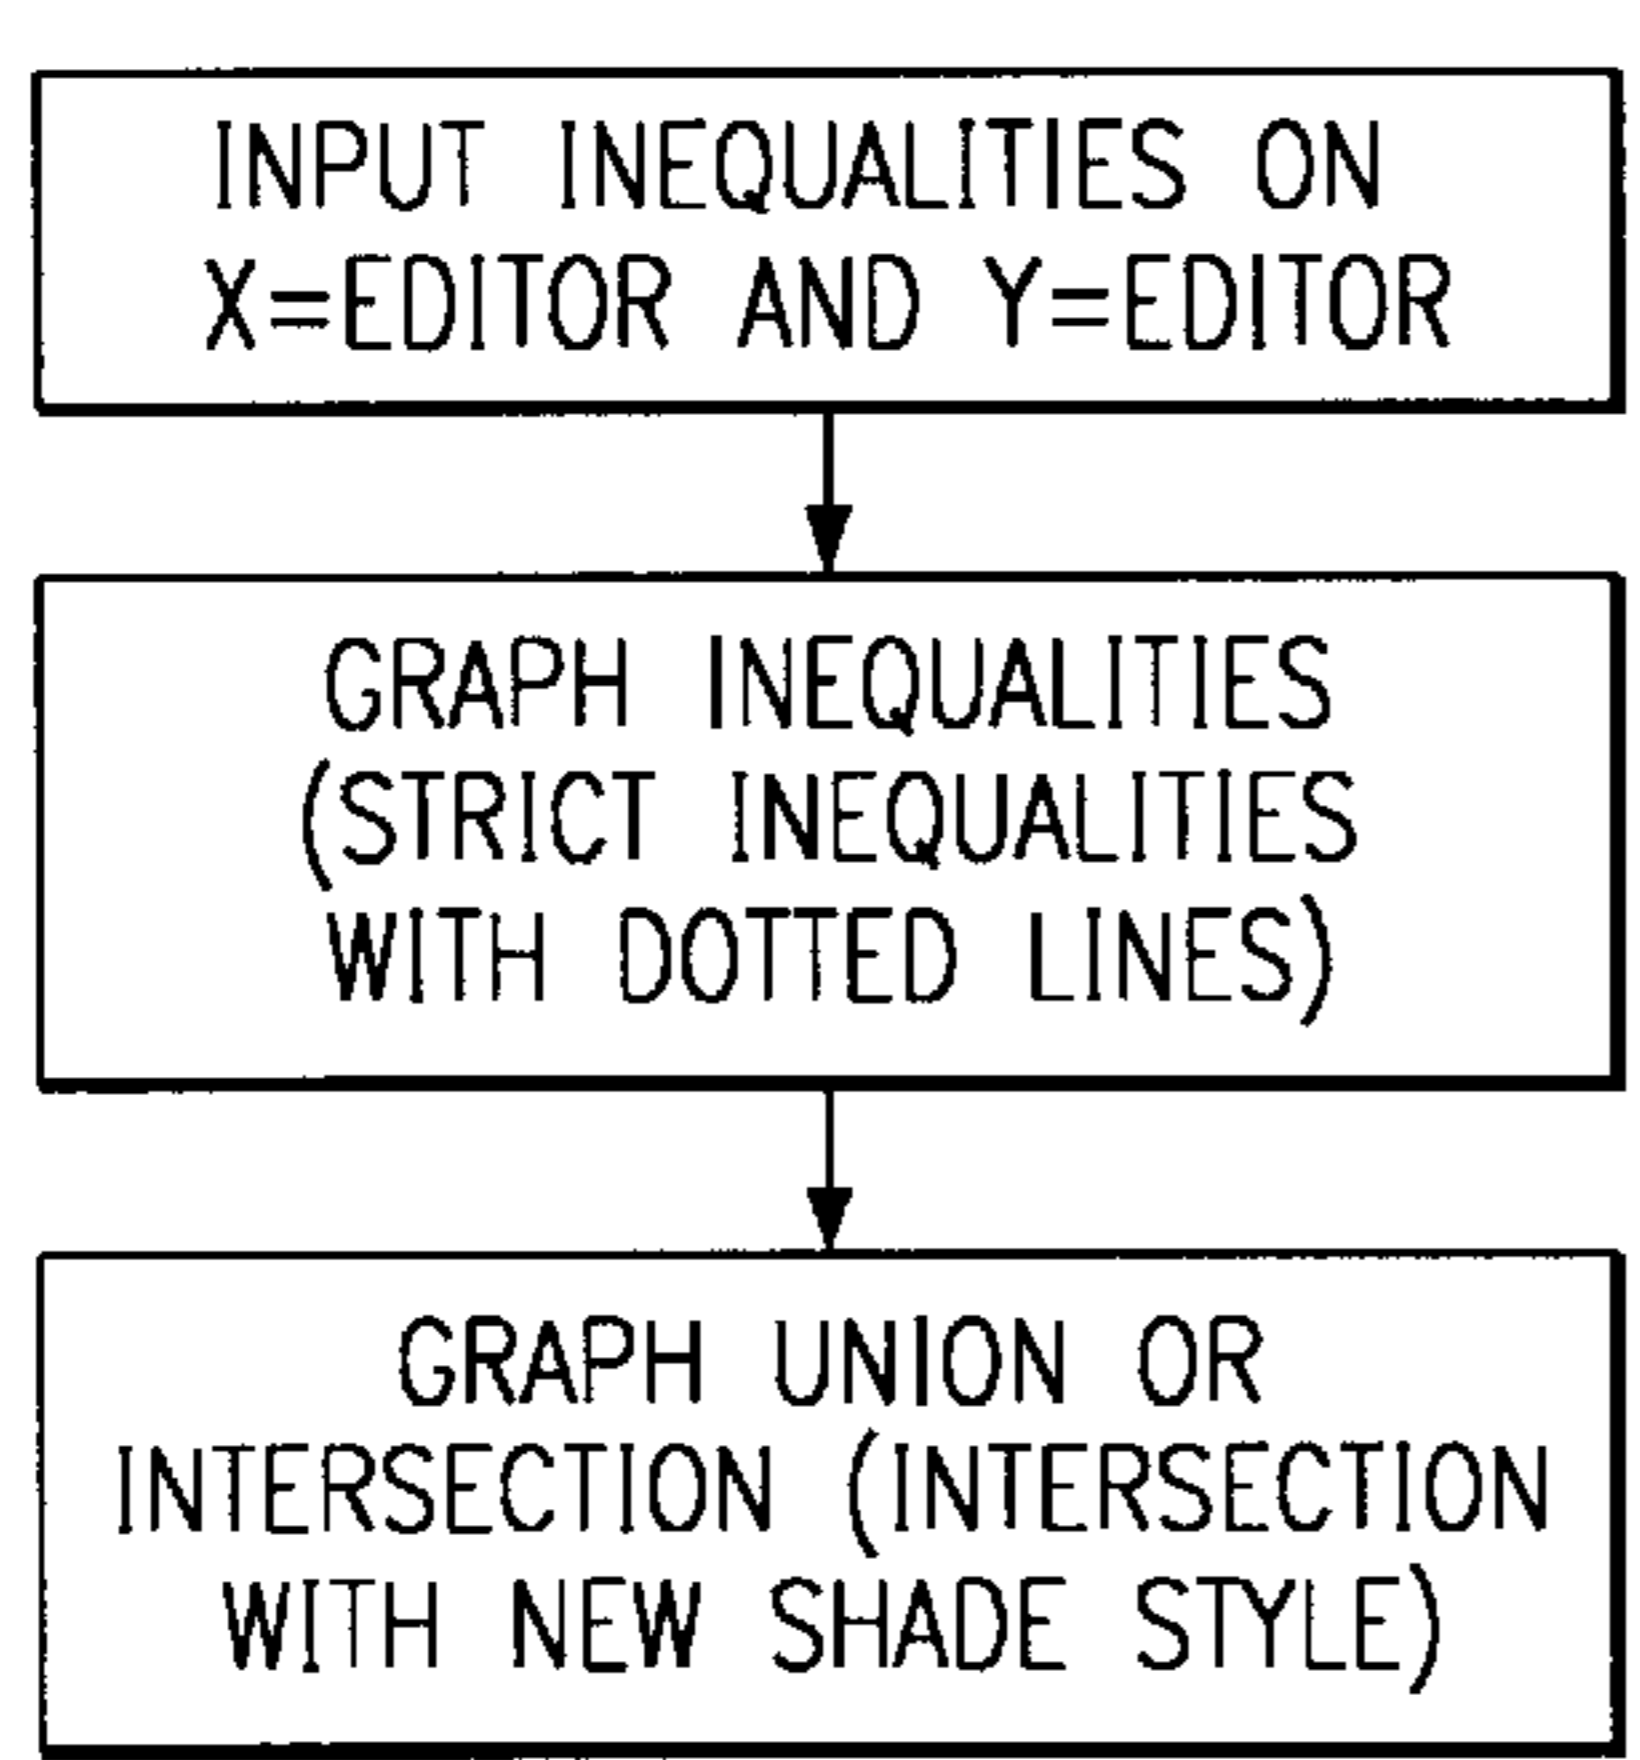 INPUT INEQUALITIES ON
X=EDITOR AND Y=EDITOR
GRAPH INEQUALITIES
(STRICT INEQUALITIES
WITH DOTTED LINES)
GRAPH UNION OR
INTERSECTION (INTERSECTION
WITH NEW SHADE STYLE)